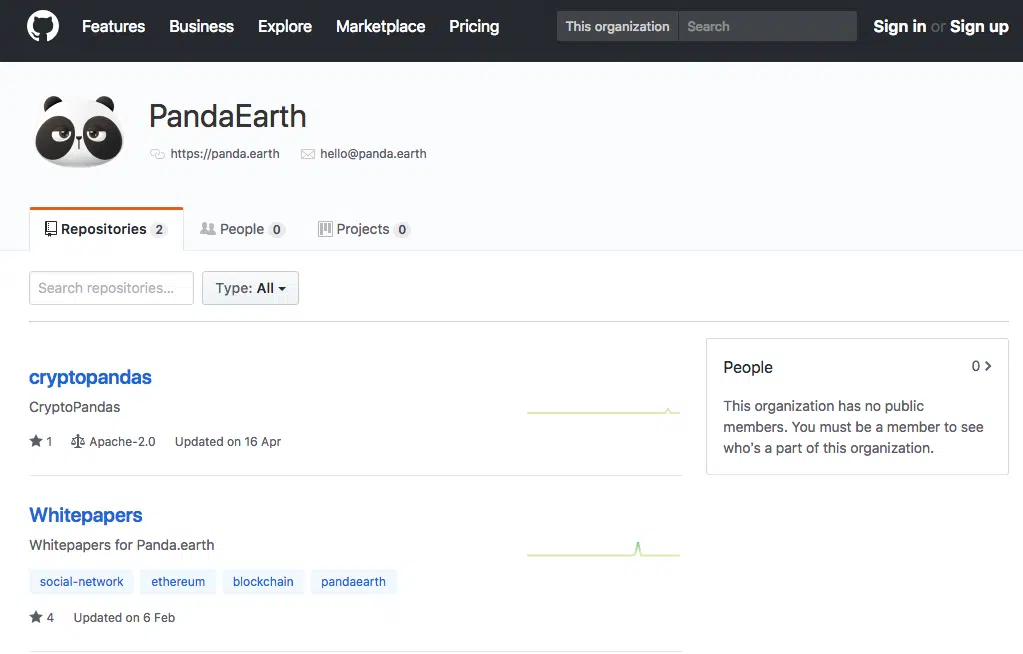 Features Business Explore Marketplace Pricing This organization Search Sign in or Sign up
PandaEarth
https://panda.earth hello@panda.earth
Repositories 2 People 0 Projects 0
Search repositories... Type: All
cryptopandas
CryptoPandas
1 Apache-2.0 Updated on 16 Apr
People 0
This organization has no public
members. You must be a member to see
who's a part of this organization.
Whitepapers
Whitepapers for Panda.earth
social-network ethereum blockchain pandaearth
4 Updated on 6 Feb